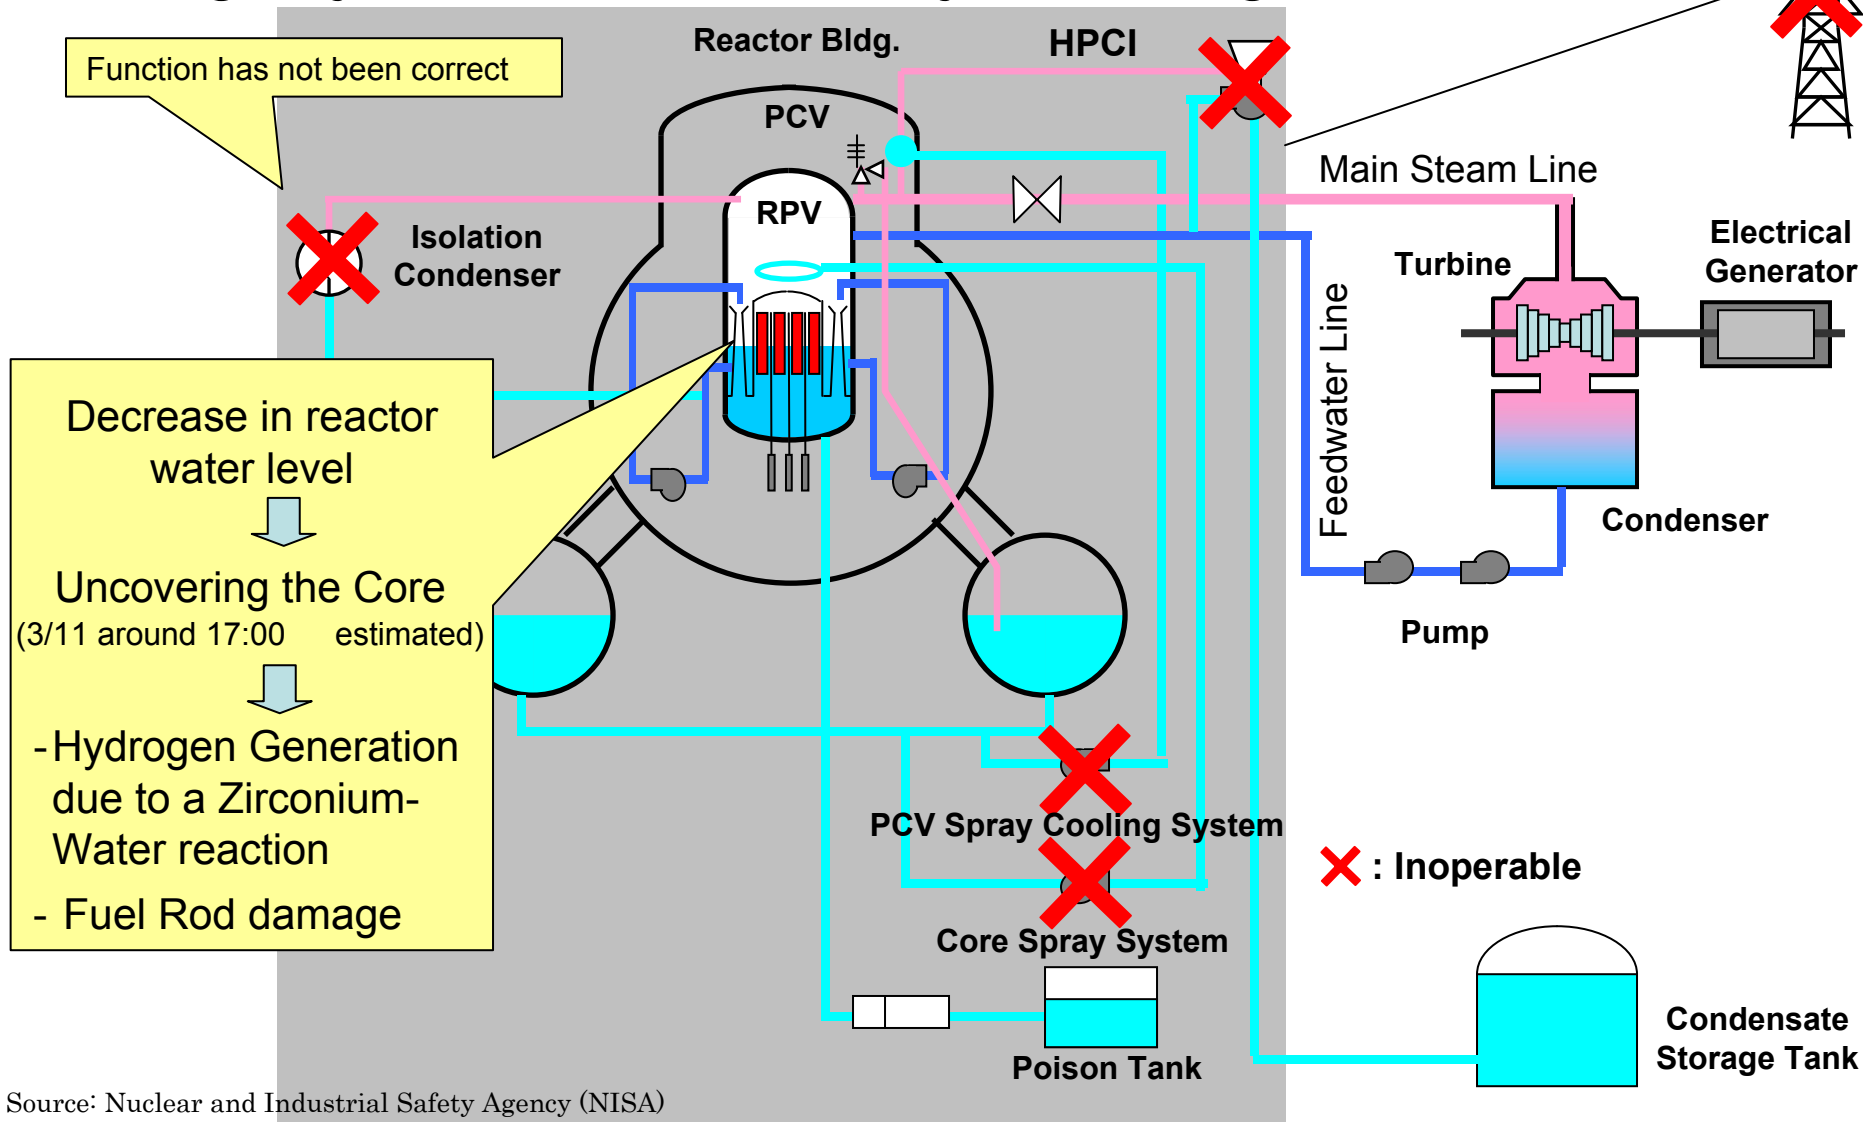 Reactor Bldg.
HPCI
Function has not been correct
PCV
Main Steam Line
RPV
Isolation
Condenser
Electrical
Generator
Turbine
Feedwater Line
Decrease in reactor
water level
Uncovering the Core
(3/11 around 17:00 estimated)
-Hydrogen Generation
due to a Zirconium-
Water reaction
- Fuel Rod damage
Condenser
Pump
PCV Spray Cooling System
: Inoperable
Core Spray System
Poison Tank
Condensate
Storage Tank
Source: Nuclear and Industrial Safety Agency (NISA)